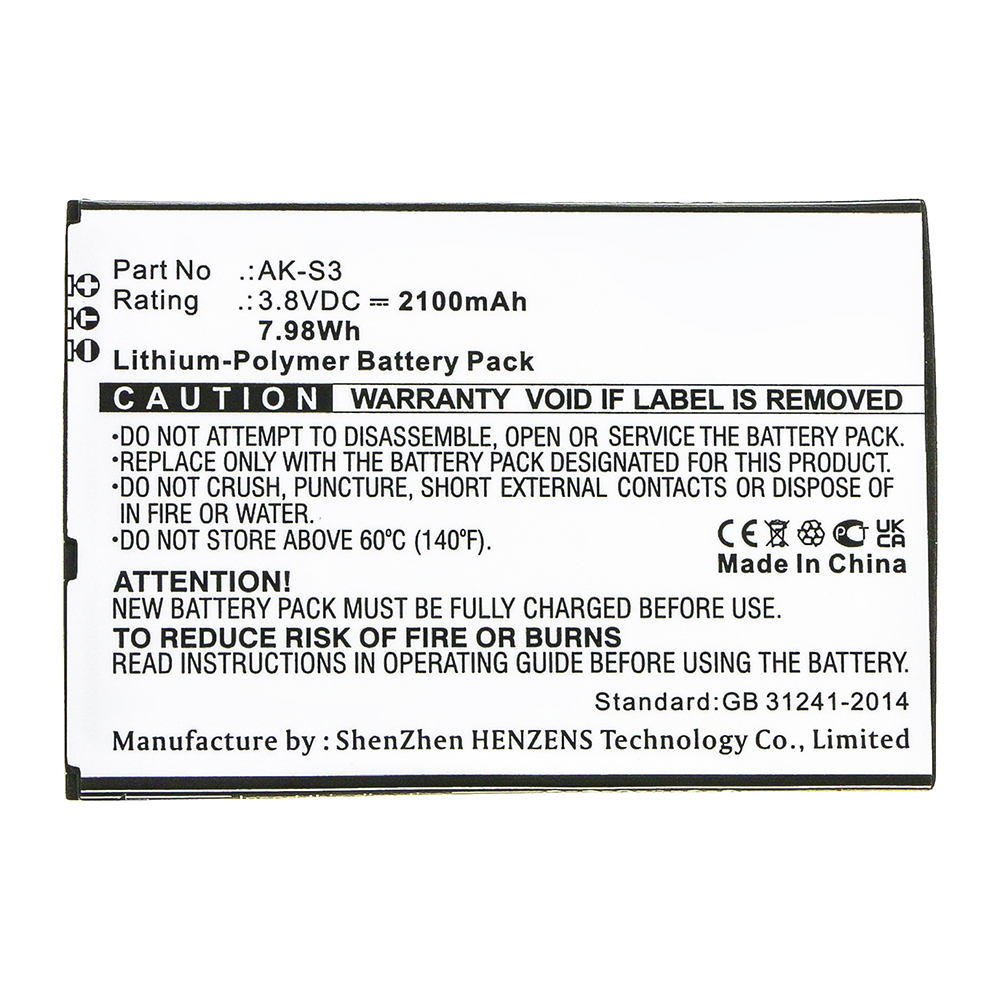 Part No .: AK-S3
Rating .: 3.8VDC ⎓ 2100mAh
7.98Wh
Lithium-Polymer Battery Pack
CAUTION WARRANTY VOID IF LABEL IS REMOVED
•DO NOT ATTEMPT TO DISASSEMBLE, OPEN OR SERVICE THE BATTERY PACK.
•REPLACE ONLY WITH THE BATTERY PACK DESIGNATED FOR THIS PRODUCT.
•DO NOT CRUSH, PUNCTURE, SHORT EXTERNAL CONTACTS OR DISPOSE OF
IN FIRE OR WATER.
•DO NOT STORE ABOVE 60°C (140°F).
CE UK CA
Made In China
ATTENTION!
NEW BATTERY PACK MUST BE FULLY CHARGED BEFORE USE.
TO REDUCE RISK OF FIRE OR BURNS
READ INSTRUCTIONS IN OPERATING GUIDE BEFORE USING THE BATTERY.
Standard:GB 31241-2014
Manufacture by : ShenZhen HENZENS Technology Co., Limited